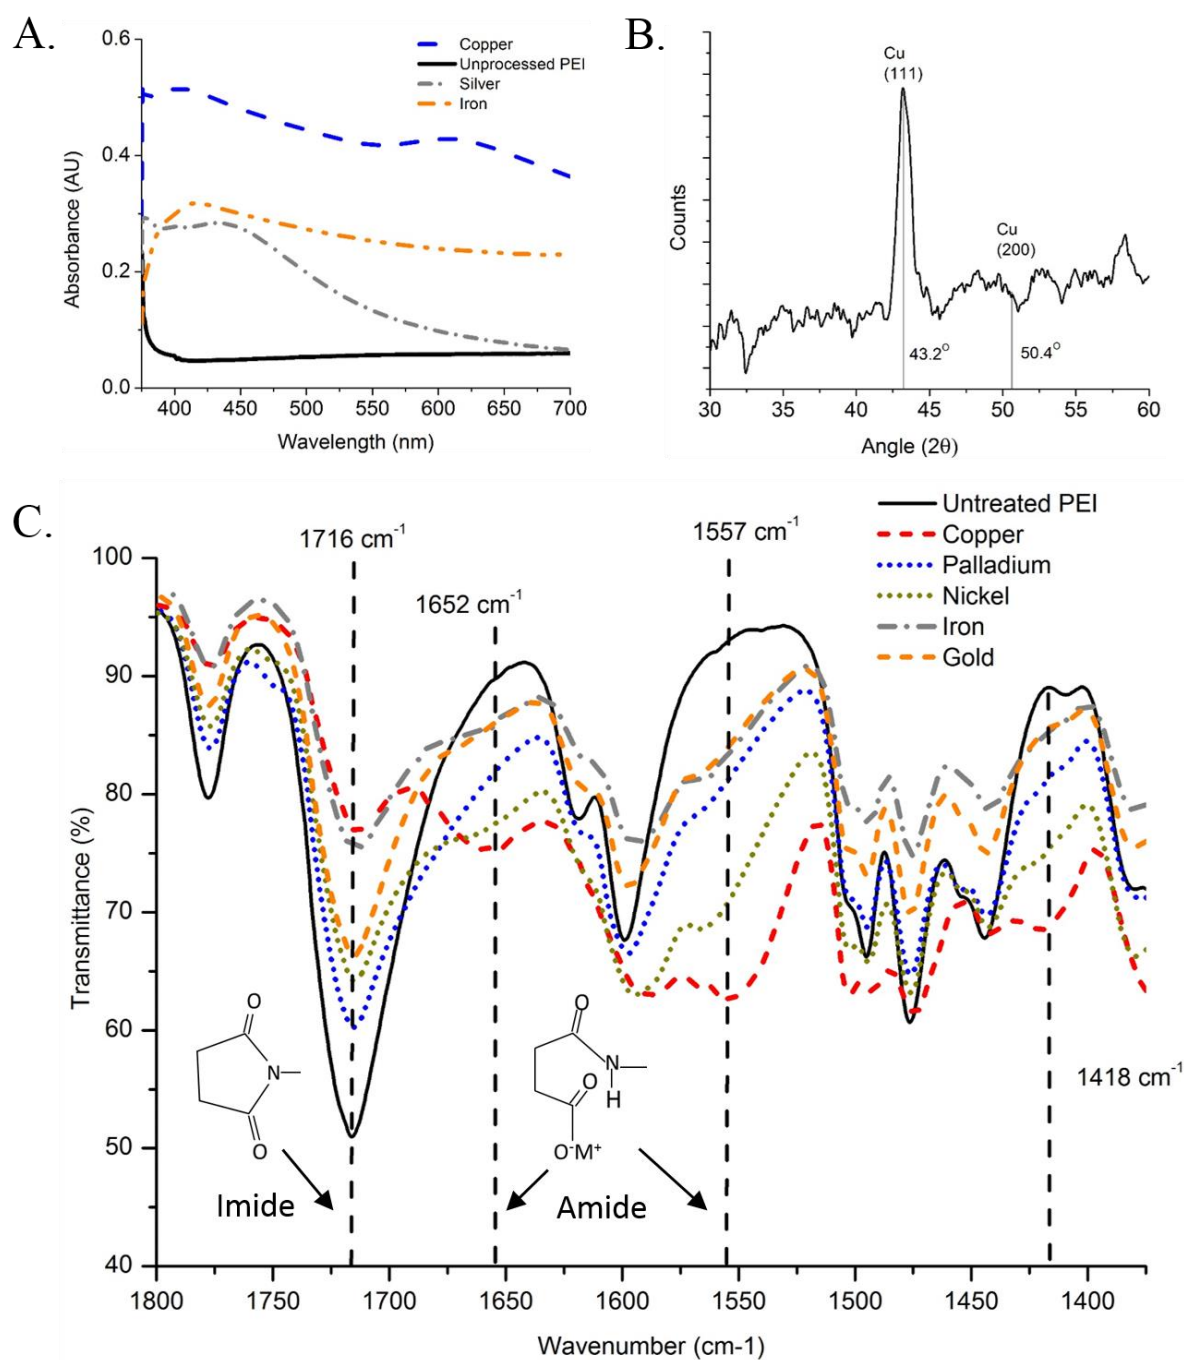 A.
0.6
0.4
0.2
0.0
Absorbance (AU)
Copper
Unprocessed PEI
Silver
Iron
400 450 500 550 600 650 700
Wavelength (nm)
B.
Counts
Cu
(111)
Cu
(200)
43.2°
50.4°
30 35 40 45 50 55 60
Angle (2θ)
C.
Untreated PEI
Copper
Palladium
Nickel
Iron
Gold
1716 cm⁻¹
1652 cm⁻¹
1557 cm⁻¹
1418 cm⁻¹
100
90
80
70
60
50
40
Transmittance (%)
O
N
O
Imide
O
N
H
O
O⁻M⁺
Amide
1800 1750 1700 1650 1600 1550 1500 1450 1400
Wavenumber (cm-1)